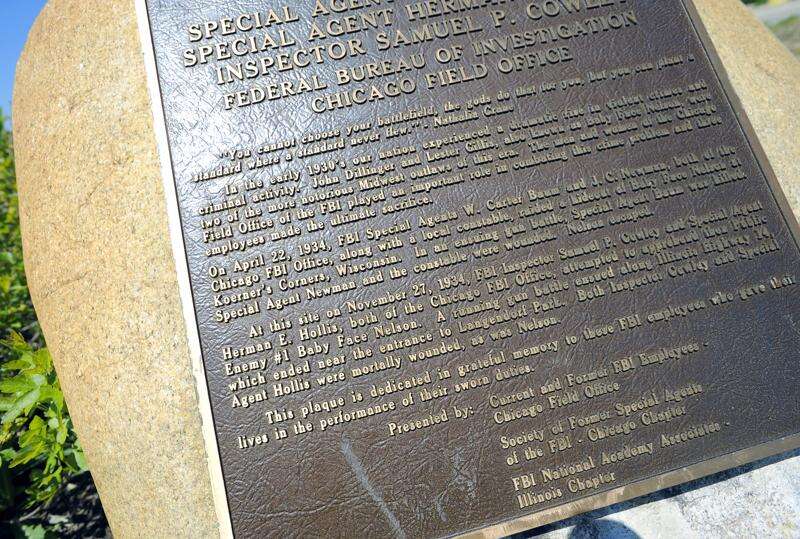 SPECIAL AGENT
SPECIAL AGENT HERMAN
INSPECTOR SAMUEL P. COWLEY
FEDERAL BUREAU OF INVESTIGATION
CHICAGO FIELD OFFICE
"You cannot choose your battlefield, the gods do that for you, but you can plant a
standard where a standard never flew." - Nathalia Crane
In the early 1930's our nation experienced a dramatic rise in violent crimes and
criminal activity. John Dillinger and Lester Gillis, also known as Baby Face Nelson, were
two of the more notorious Midwest outlaws of this era. The men and women of the Chicago
Field Office of the FBI played an important role in combating this crime problem and three
employees made the ultimate sacrifice.
On April 22, 1934, FBI Special Agents W. Carter Baum and J. C. Newman, both of the
Chicago FBI Office, along with a local constable, raided a hideout of Baby Face Nelson at
Koerner's Corners, Wisconsin. In an ensuing gun battle, Special Agent Baum was killed
Special Agent Newman and the constable were wounded. Nelson escaped.
At this site on November 27, 1934, FBI Inspector Samuel P. Cowley and Special Agent
Herman E. Hollis, both of the Chicago FBI Office, attempted to apprehend then Public
Enemy #1 Baby Face Nelson. A running gun battle ensued along Illinois Highway 14
which ended near the entrance to Langendorf Park. Both Inspector Cowley and Special
Agent Hollis were mortally wounded, as was Nelson.
This plaque is dedicated in grateful memory to these FBI employees who gave their
lives in the performance of their sworn duties.
Presented by: Current and Former FBI Employees -
Chicago Field Office
Society of Former Special Agents
of the FBI - Chicago Chapter
FBI National Academy Associates -
Illinois Chapter